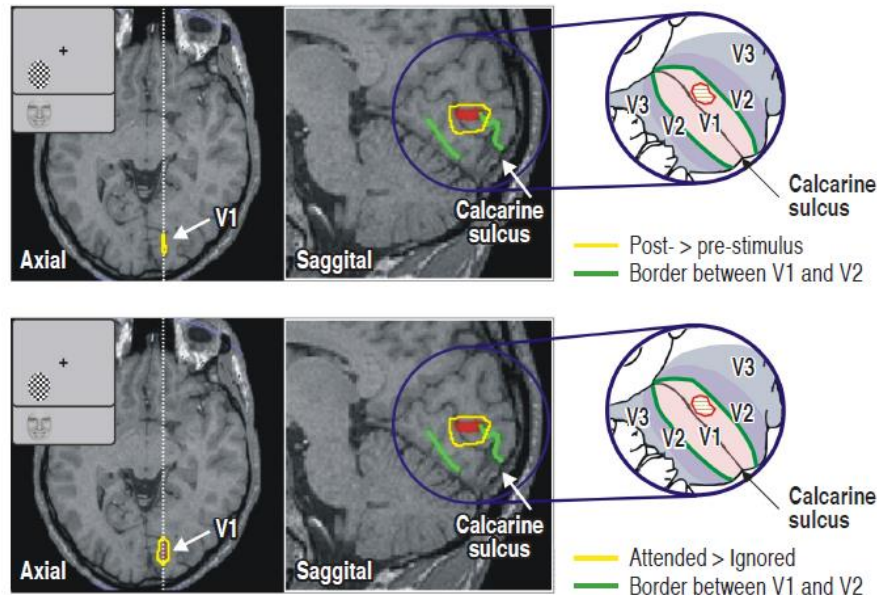 V1
Axial
Saggital
Calcarine
sulcus
V3
V3
V2
V2
V1
Calcarine
sulcus
Post- > pre-stimulus
Border between V1 and V2
V1
Axial
Saggital
Calcarine
sulcus
V3
V3
V2
V2
V1
Calcarine
sulcus
Attended > Ignored
Border between V1 and V2